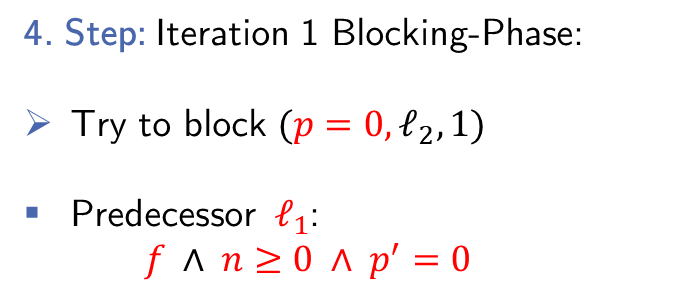 4. Step: Iteration 1 Blocking-Phase:
➢ Try to block (p = 0, ℓ₂, 1)
▪ Predecessor ℓ₁:
f ∧ n ≥ 0 ∧ p′ = 0